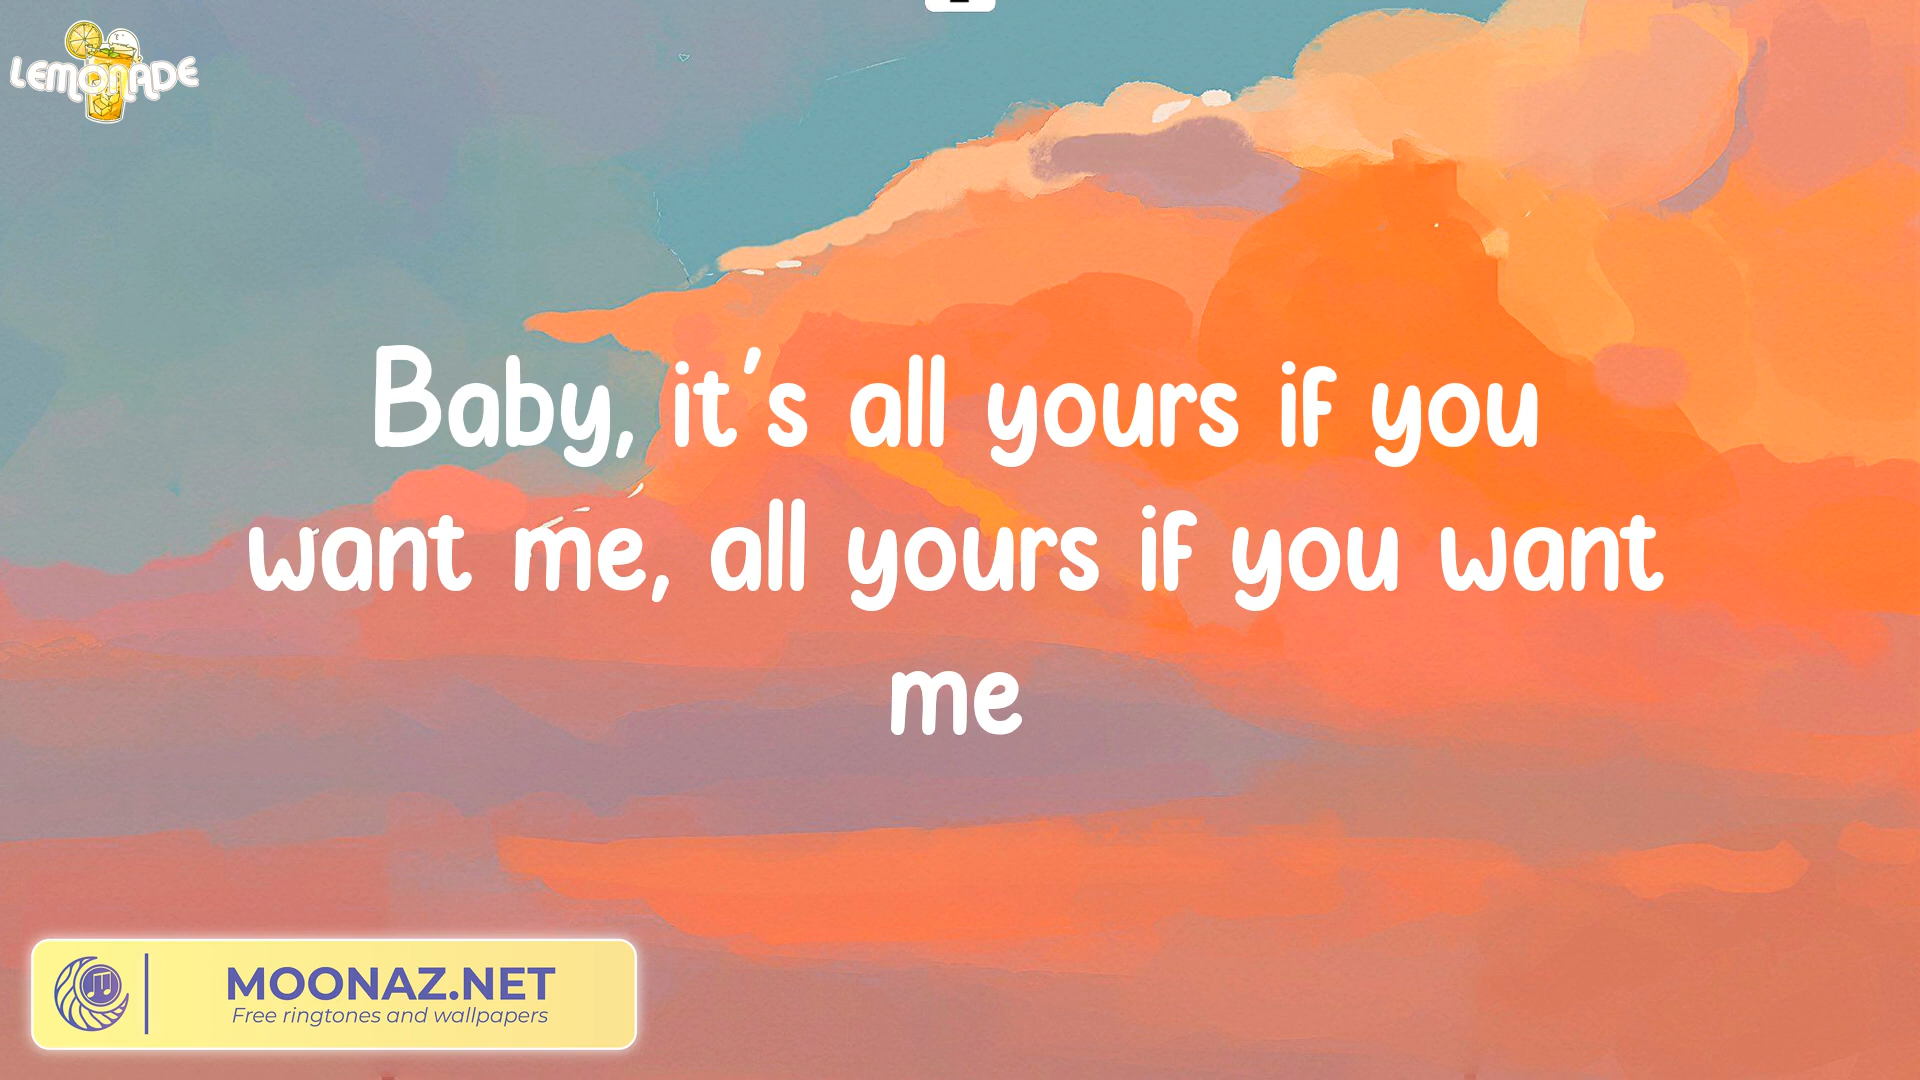 LEMONADE
Baby, it's all yours if you
want me, all yours if you want
me
MOONAZ.NET
Free ringtones and wallpapers